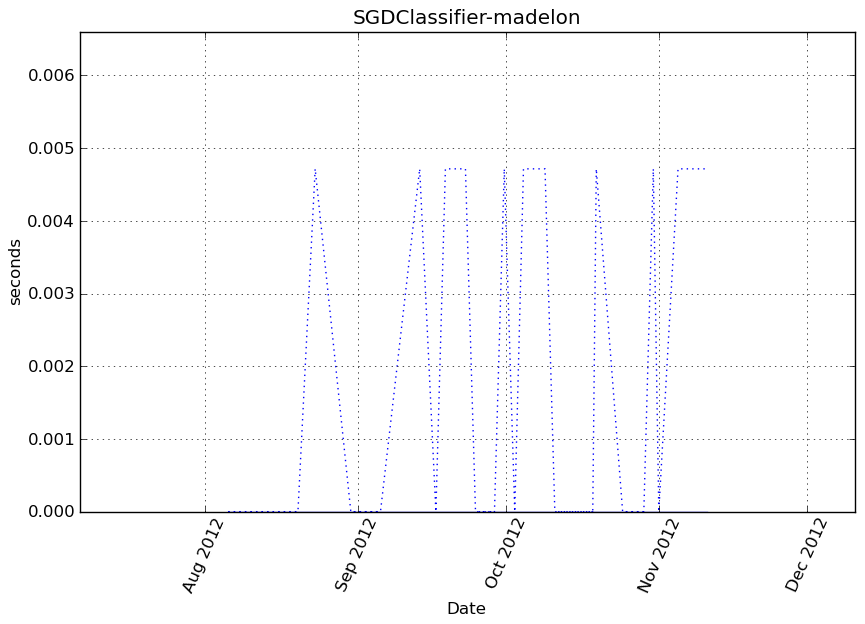 SGDClassifier-madelon
0.006
0.005
0.004
0.003
0.002
0.001
0.000
seconds
Aug 2012
Sep 2012
Oct 2012
Nov 2012
Dec 2012
Date